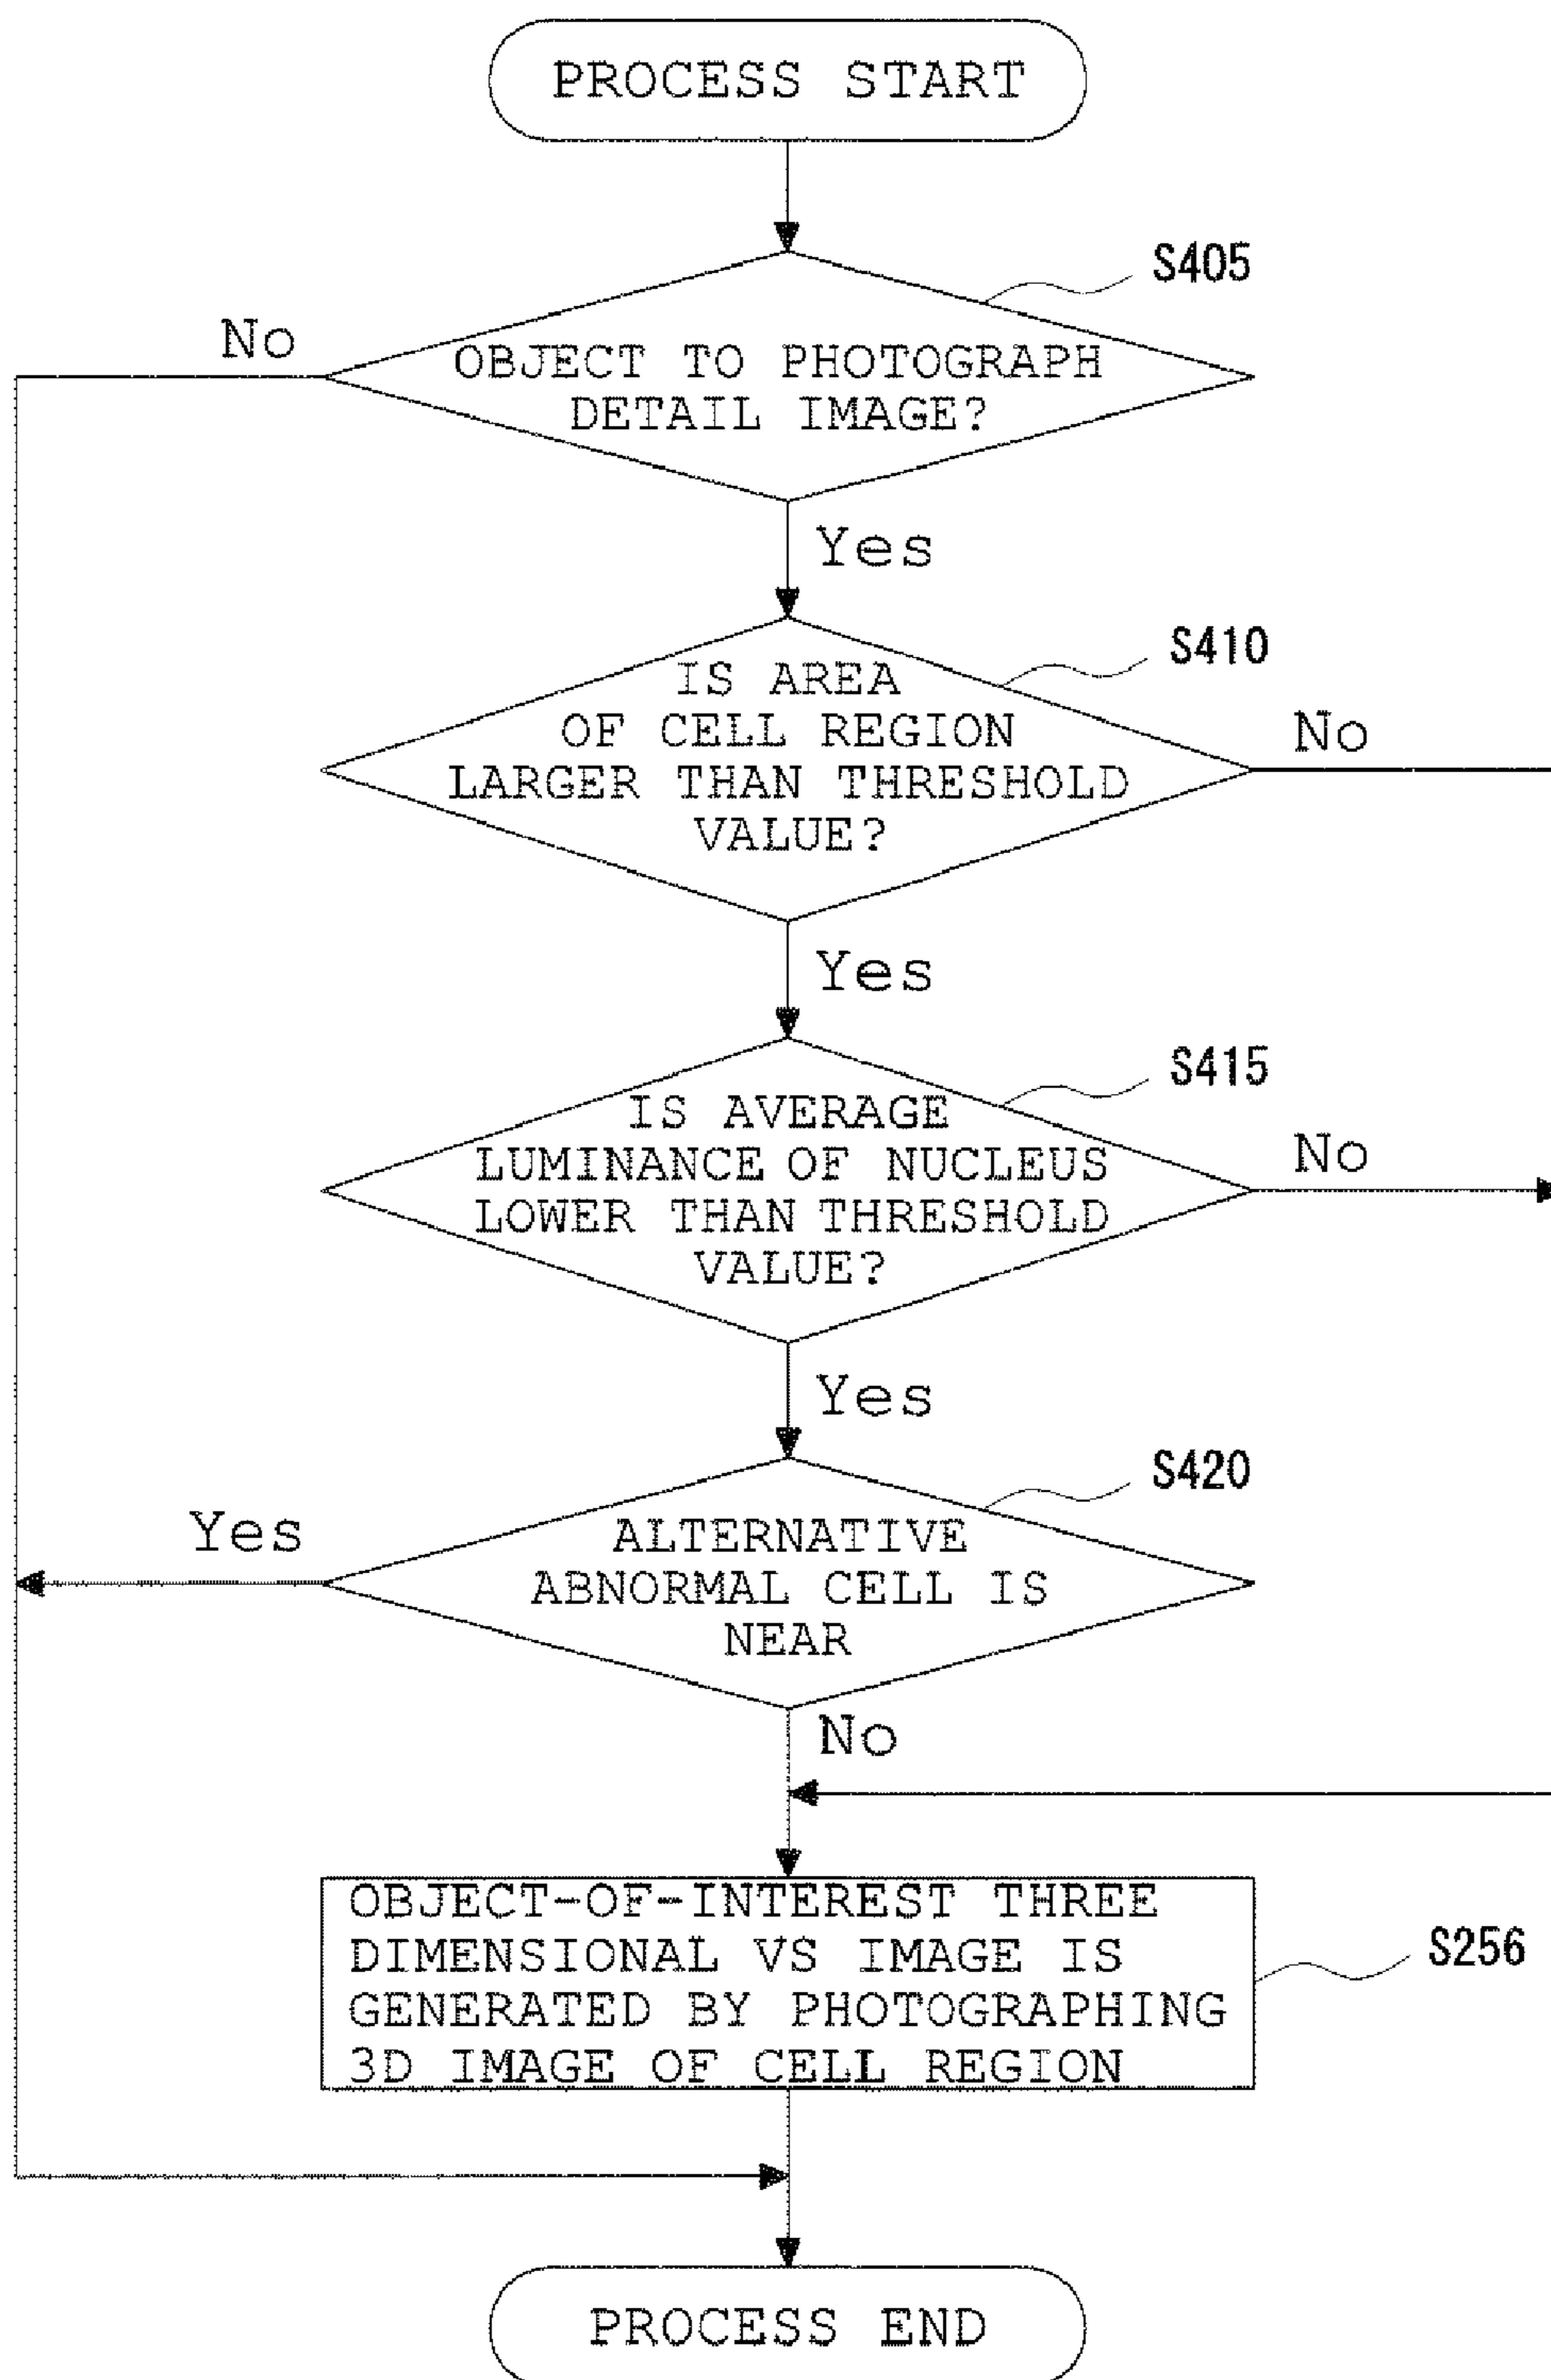 PROCESS START
S405
No
OBJECT TO PHOTOGRAPH
DETAIL IMAGE?
Yes
S410
IS AREA
OF CELL REGION
LARGER THAN THRESHOLD
VALUE?
No
Yes
S415
IS AVERAGE
LUMINANCE OF NUCLEUS
LOWER THAN THRESHOLD
VALUE?
No
Yes
S420
Yes
ALTERNATIVE
ABNORMAL CELL IS
NEAR
No
OBJECT-OF-INTEREST THREE
DIMENSIONAL VS IMAGE IS
GENERATED BY PHOTOGRAPHING
3D IMAGE OF CELL REGION
S256
PROCESS END